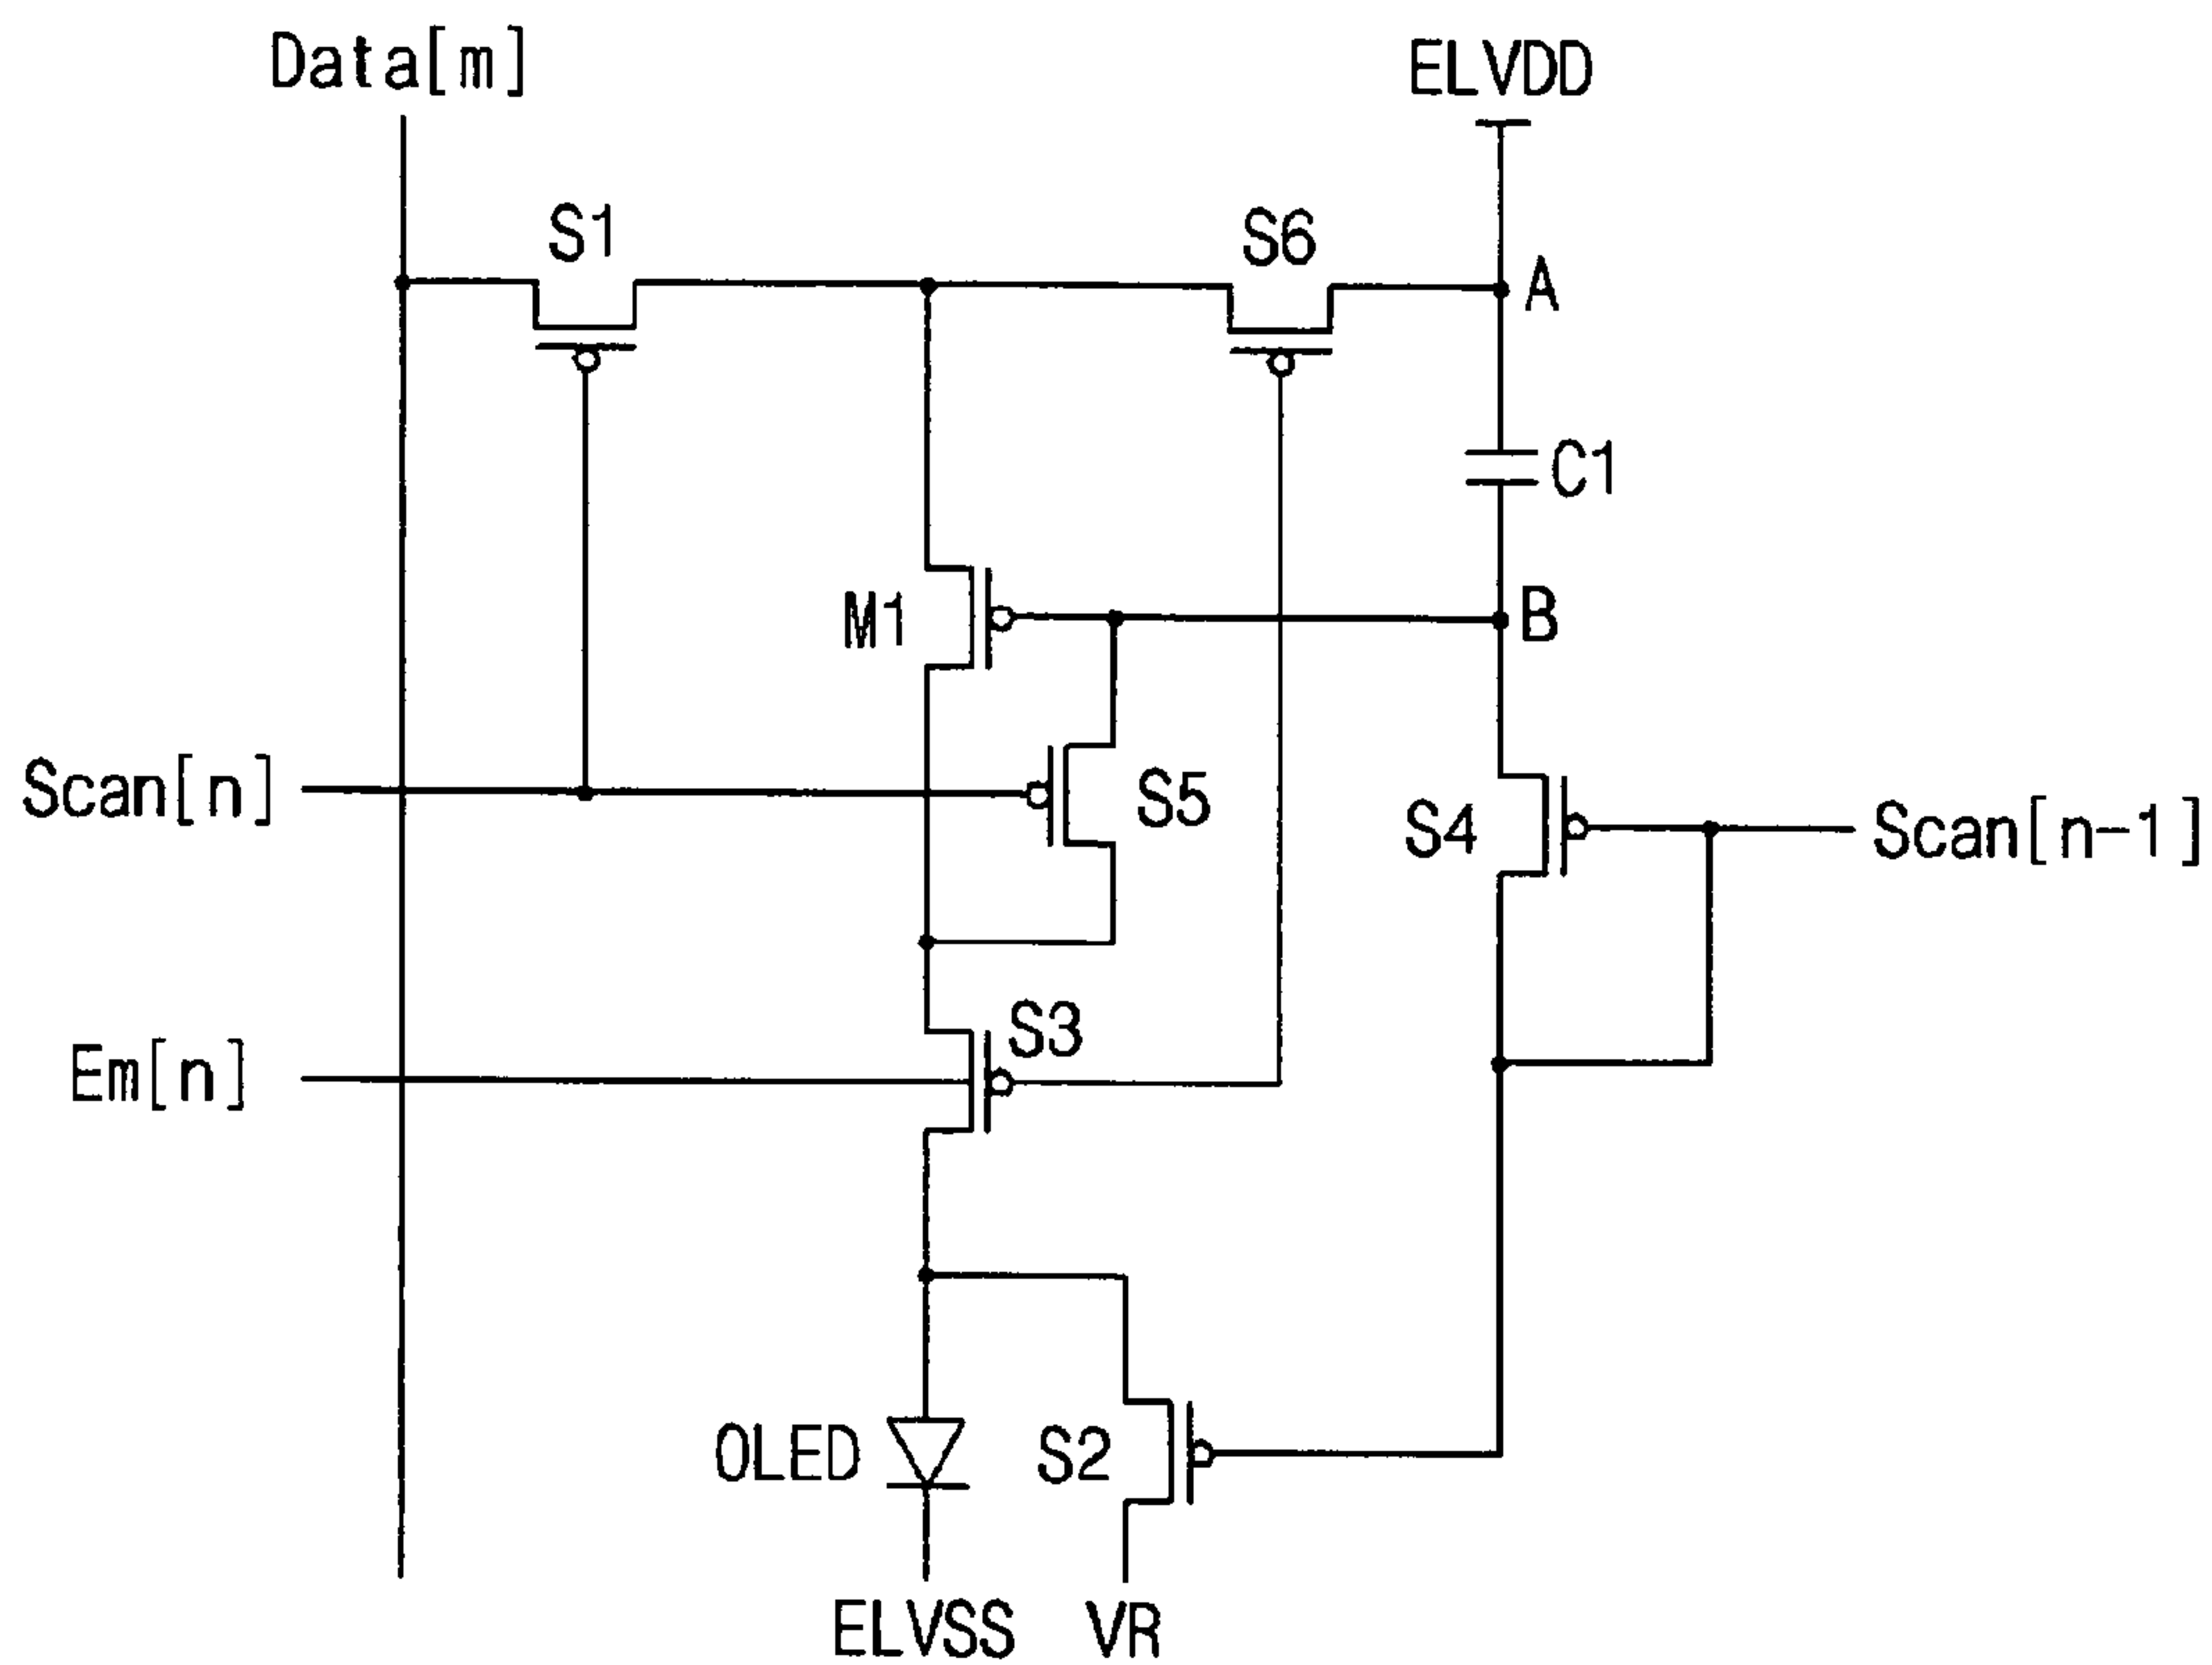 Data[m]
ELVDD
S1
S6
A
C1
M1
B
Scan[n]
S5
S4
Scan[n-1]
S3
Em[n]
OLED
S2
ELVSS
VR